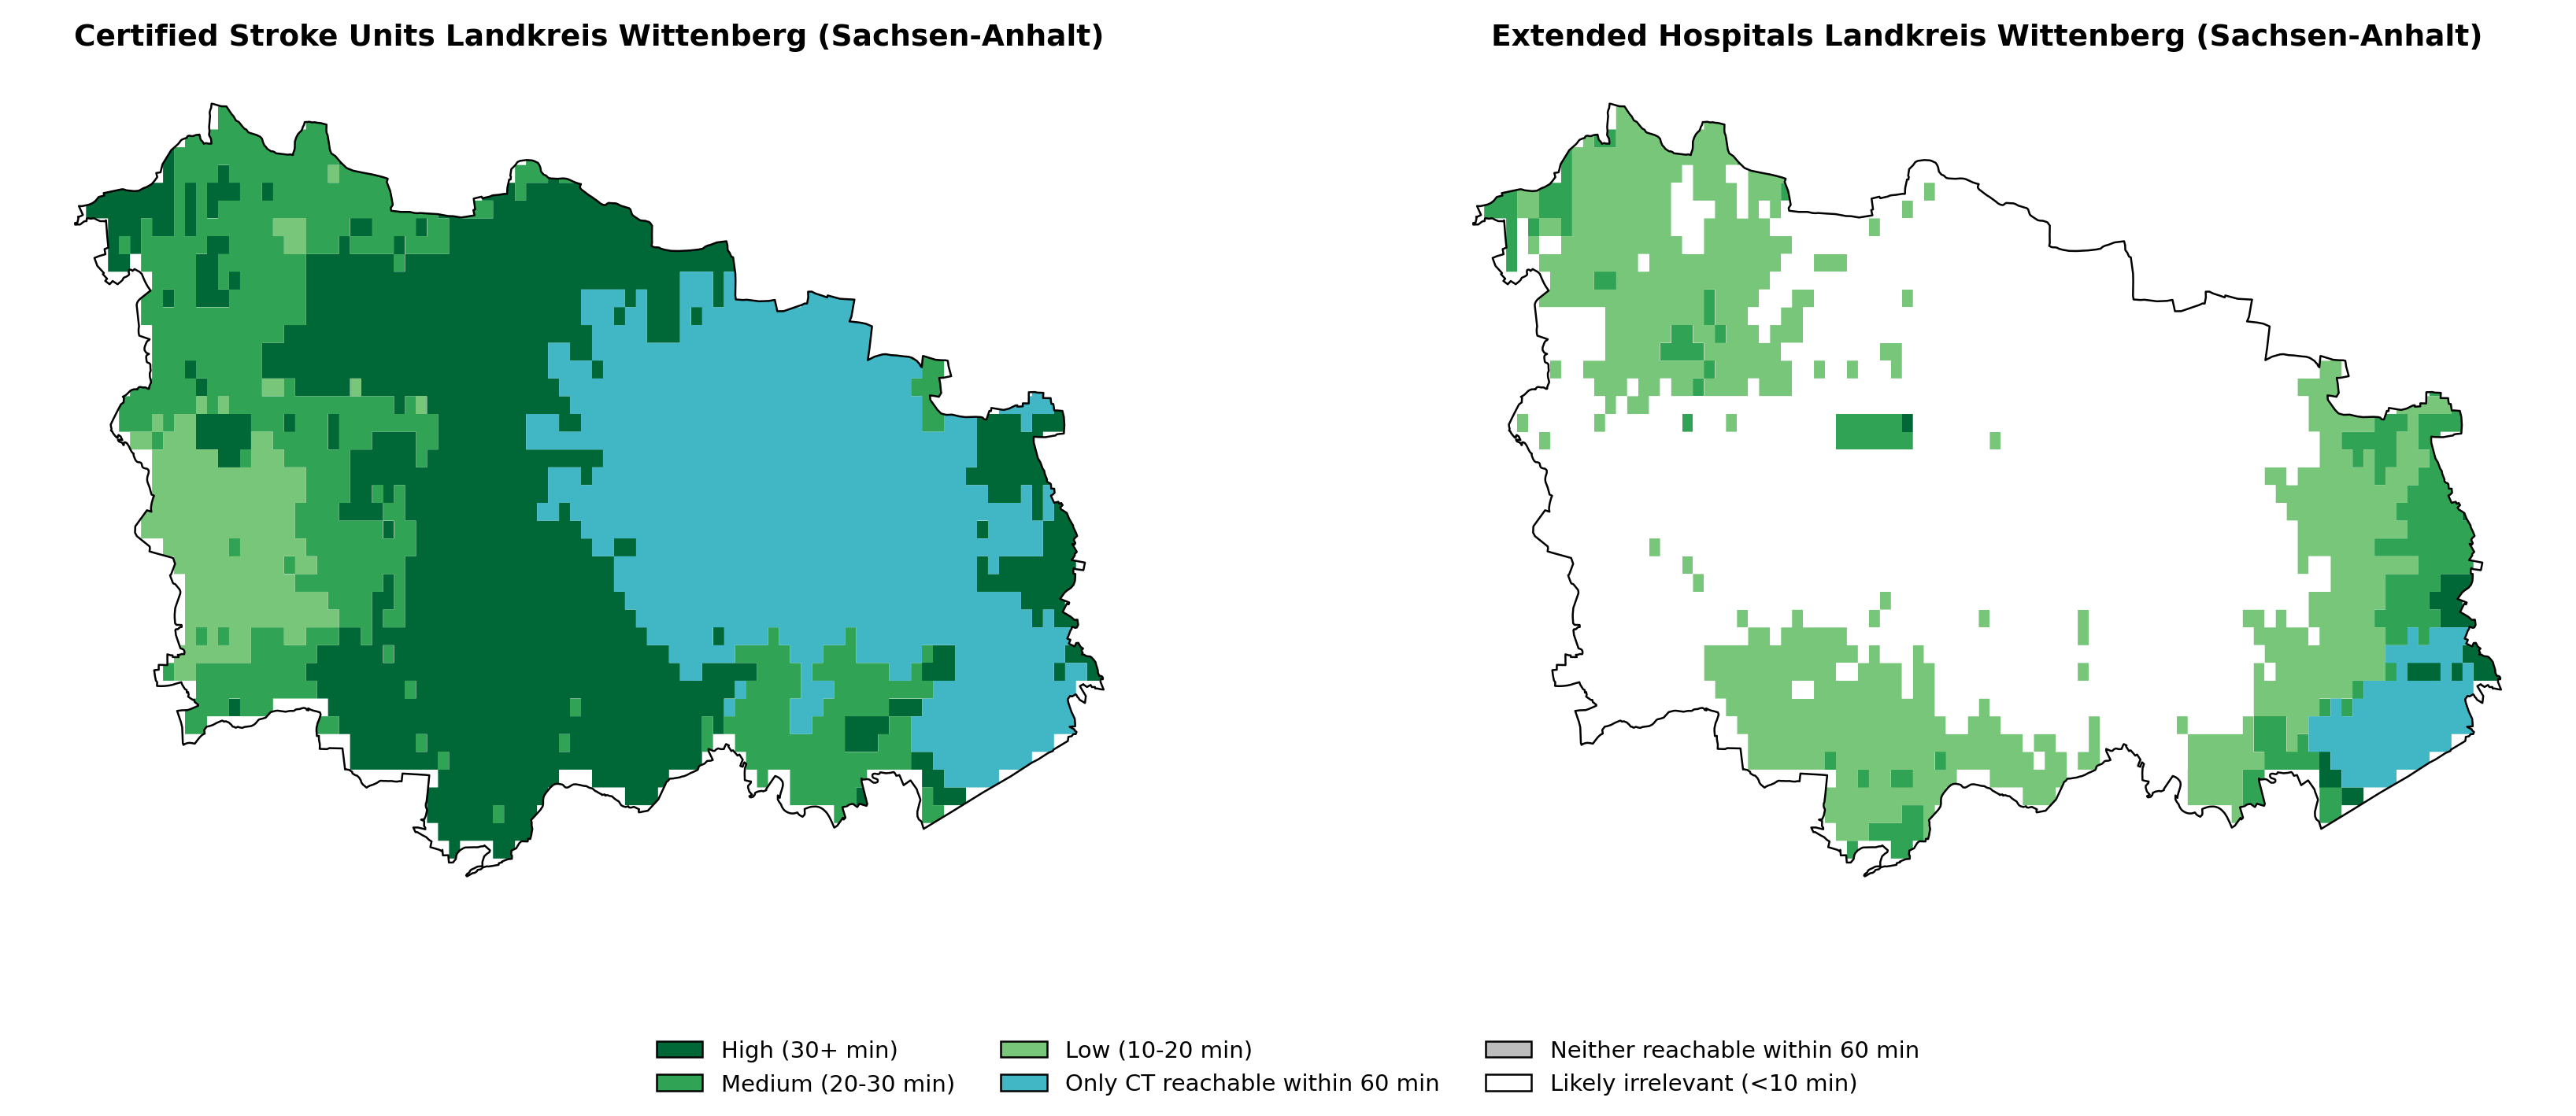 Certified Stroke Units Landkreis Wittenberg (Sachsen-Anhalt)
Extended Hospitals Landkreis Wittenberg (Sachsen-Anhalt)
High (30+ min)
Medium (20-30 min)
Low (10-20 min)
Only CT reachable within 60 min
Neither reachable within 60 min
Likely irrelevant (<10 min)